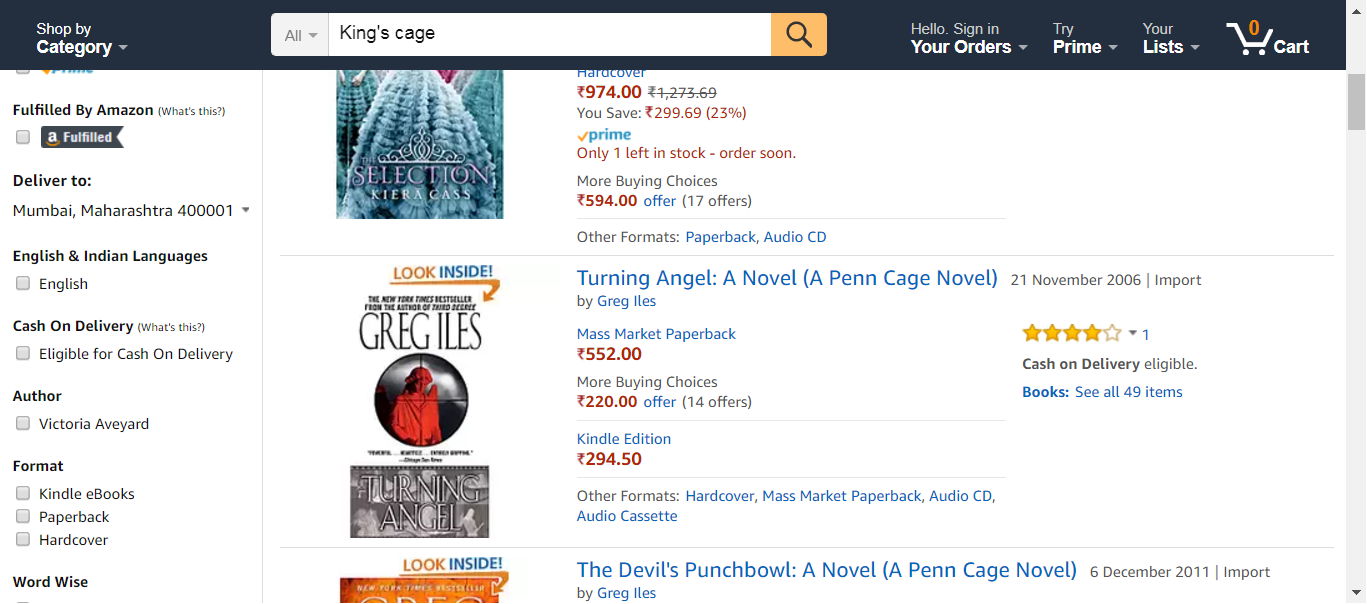 Shop by
Category
All
King's cage
Hello. Sign in
Your Orders
Try
Prime
Your
Lists
0
Cart
prime
Fulfilled By Amazon (What's this?)
a Fulfilled
Deliver to:
Mumbai, Maharashtra 400001
English & Indian Languages
English
Cash On Delivery (What's this?)
Eligible for Cash On Delivery
Author
Victoria Aveyard
Format
Kindle eBooks
Paperback
Hardcover
Word Wise
THE
SELECTION
KIERA CASS
Hardcover
₹974.00 ₹1,273.69
You Save: ₹299.69 (23%)
prime
Only 1 left in stock - order soon.
More Buying Choices
₹594.00 offer (17 offers)
Other Formats: Paperback, Audio CD
LOOK INSIDE!
THE NEW YORK TIMES BESTSELLER
FROM THE AUTHOR OF THIRD DEGREE
GREG ILES
TURNING
ANGEL
Turning Angel: A Novel (A Penn Cage Novel) 21 November 2006 | Import
by Greg Iles
Mass Market Paperback
₹552.00
More Buying Choices
₹220.00 offer (14 offers)
Kindle Edition
₹294.50
Other Formats: Hardcover, Mass Market Paperback, Audio CD,
Audio Cassette
1
Cash on Delivery eligible.
Books: See all 49 items
LOOK INSIDE!
NEW YORK TIMES BESTSELLER
The Devil's Punchbowl: A Novel (A Penn Cage Novel) 6 December 2011 | Import
by Greg Iles